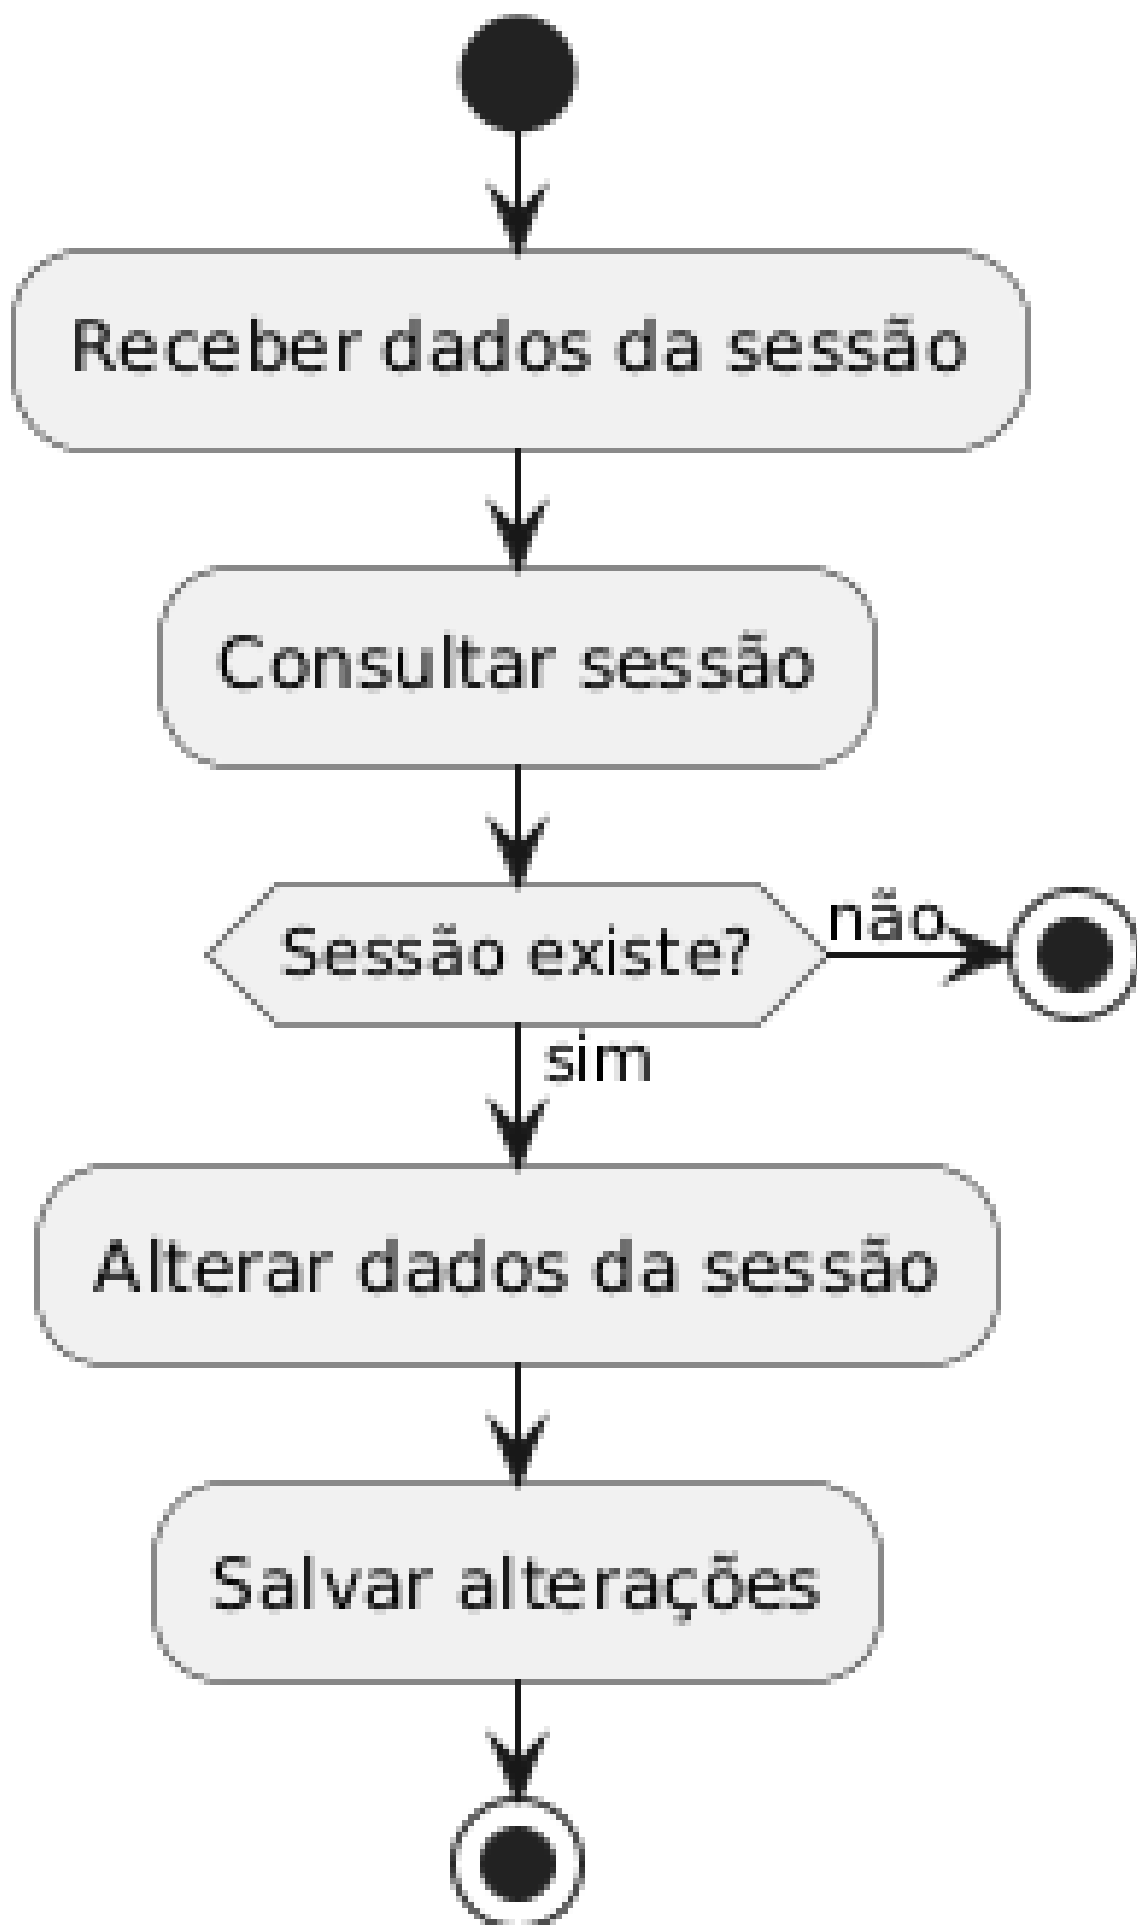 Receber dados da sessão
Consultar sessão
Sessão existe?
não
sim
Alterar dados da sessão
Salvar alterações